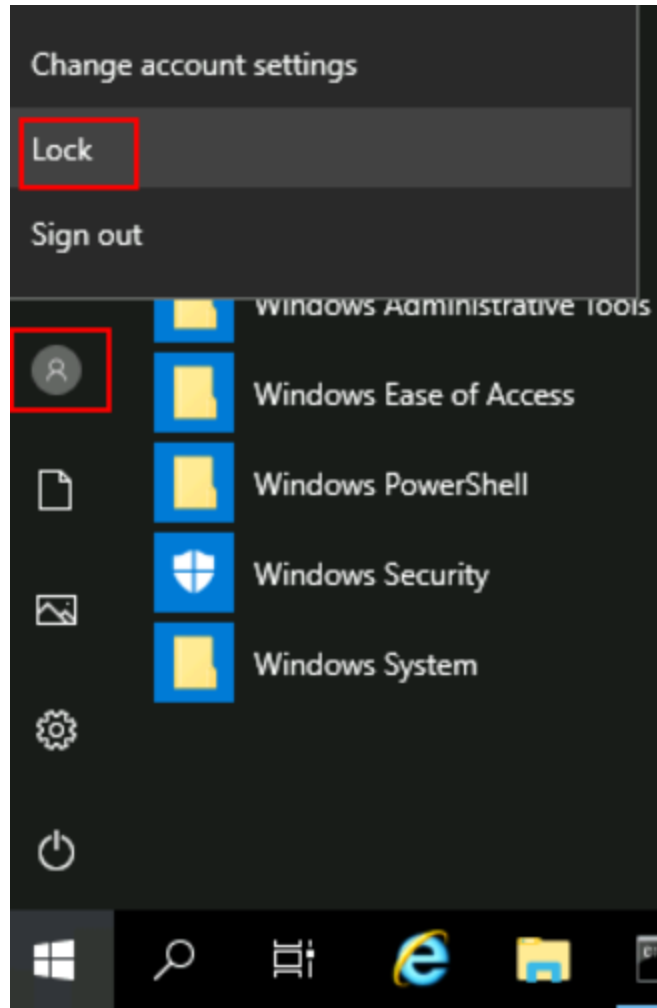 Change account settings
Lock
Sign out
Windows Administrative Tools
Windows Ease of Access
Windows PowerShell
Windows Security
Windows System